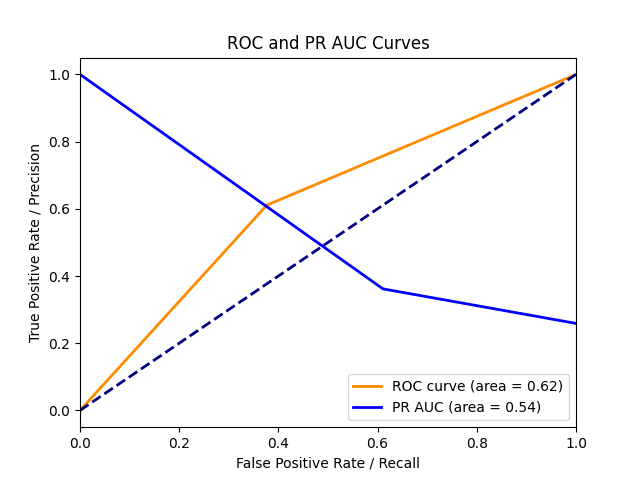 ROC and PR AUC Curves
True Positive Rate / Precision
1.0
0.8
0.6
0.4
0.2
0.0
0.0 0.2 0.4 0.6 0.8 1.0
False Positive Rate / Recall
ROC curve (area = 0.62)
PR AUC (area = 0.54)